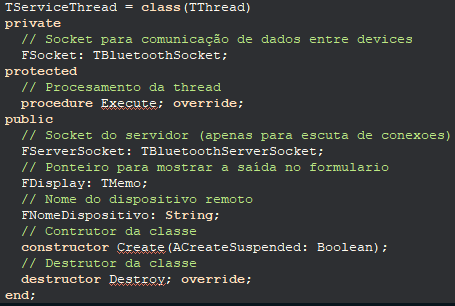 TServiceThread = class(TThread)
private
// Socket para comunicação de dados entre devices
FSocket: TBluetoothSocket;
protected
// Procesamento da thread
procedure Execute; override;
public
// Socket do servidor (apenas para escuta de conexoes)
FServerSocket: TBluetoothServerSocket;
// Ponteiro para mostrar a saída no formulario
FDisplay: TMemo;
// Nome do dispositivo remoto
FNomeDispositivo: String;
// Contrutor da classe
constructor Create(ACreateSuspended: Boolean);
// Destrutor da classe
destructor Destroy; override;
end;